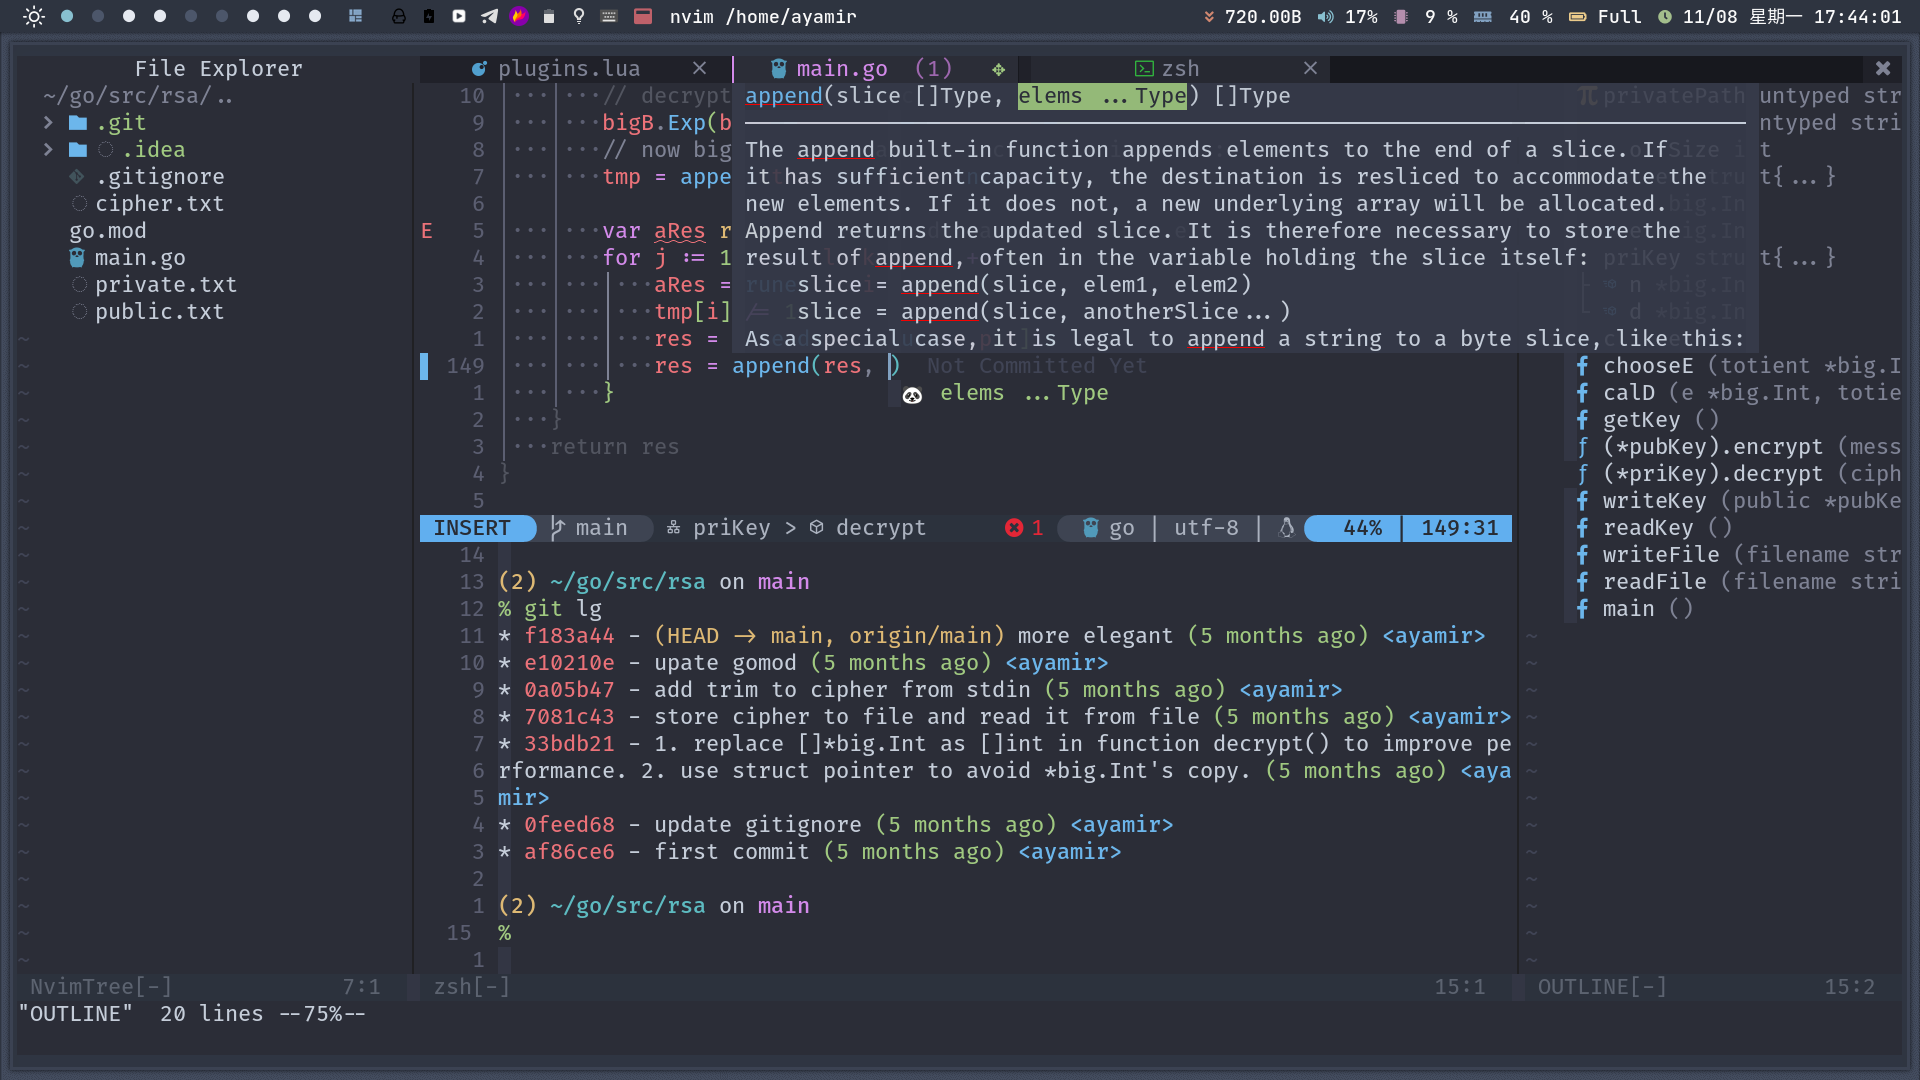 nvim /home/ayamir
720.00B 17% 9 % 40 % Full 11/08 星期一 17:44:01
File Explorer
~/go/src/rsa/..
.git
.idea
.gitignore
cipher.txt
go.mod
main.go
private.txt
public.txt
plugins.lua
main.go (1)
zsh
10 // decrypt
9 bigB.Exp(b
8 // now big
7 tmp = appe
6
E 5 var aRes r
4 for j := 1
3 aRes =
2 tmp[i]
1 res =
149 res = append(res, ) Not Committed Yet
1 }
2 }
3 return res
4 }
5
append(slice []Type, elems ...Type) []Type
The append built-in function appends elements to the end of a slice. If
it has sufficient capacity, the destination is resliced to accommodate the
new elements. If it does not, a new underlying array will be allocated.
Append returns the updated slice. It is therefore necessary to store the
result of append, often in the variable holding the slice itself:
slice = append(slice, elem1, elem2)
slice = append(slice, anotherSlice...)
As a special case, it is legal to append a string to a byte slice, like this:
elems ...Type
INSERT main priKey > decrypt 1 go | utf-8 | 44% | 149:31
14
13 (2) ~/go/src/rsa on main
12 % git lg
11 * f183a44 - (HEAD -> main, origin/main) more elegant (5 months ago) <ayamir>
10 * e10210e - upate gomod (5 months ago) <ayamir>
9 * 0a05b47 - add trim to cipher from stdin (5 months ago) <ayamir>
8 * 7081c43 - store cipher to file and read it from file (5 months ago) <ayamir>
7 * 33bdb21 - 1. replace []*big.Int as []int in function decrypt() to improve pe
6 rformance. 2. use struct pointer to avoid *big.Int's copy. (5 months ago) <aya
5 mir>
4 * 0feed68 - update gitignore (5 months ago) <ayamir>
3 * af86ce6 - first commit (5 months ago) <ayamir>
2
1 (2) ~/go/src/rsa on main
15 %
1
privatePath untyped str
ntyped stri
Size int
t{...}
big.In
big.In
priKey struct{...}
n *big.In
d *big.In
chooseE (totient *big.I
calD (e *big.Int, totie
getKey ()
(*pubKey).encrypt (mess
(*priKey).decrypt (ciph
writeKey (public *pubKe
readKey ()
writeFile (filename str
readFile (filename stri
main ()
NvimTree[-] 7:1
zsh[-] 15:1
OUTLINE[-] 15:2
"OUTLINE" 20 lines --75%--